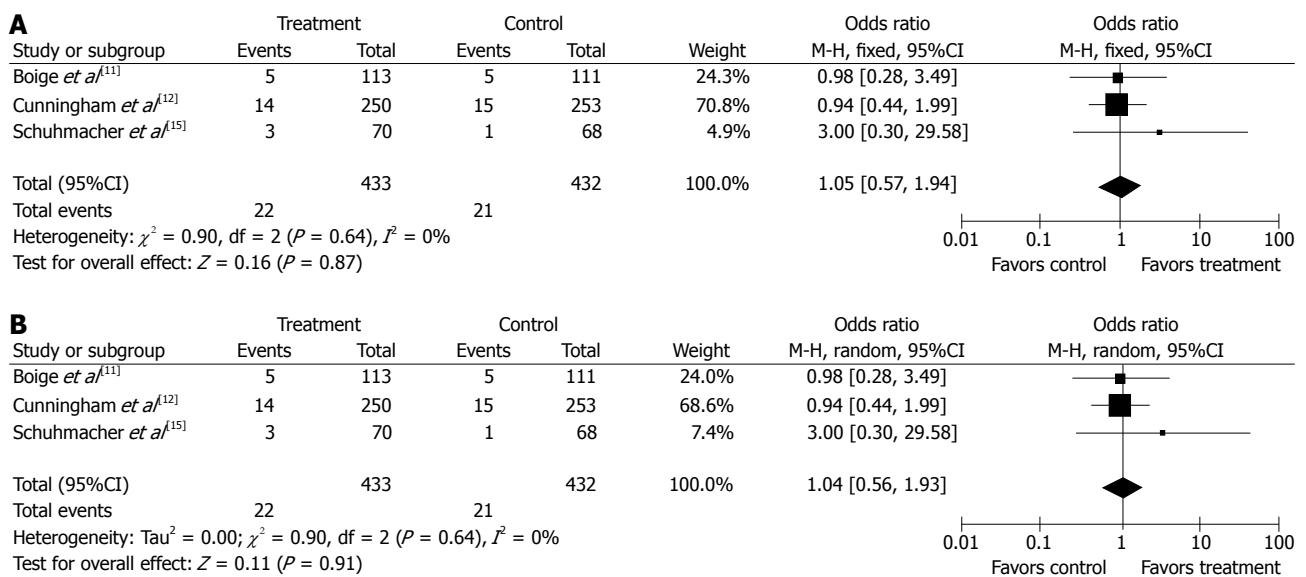 A
Treatment Control Odds ratio Odds ratio
Study or subgroup Events Total Events Total Weight M-H, fixed, 95%CI M-H, fixed, 95%CI
Boige et al[11] 5 113 5 111 24.3% 0.98 [0.28, 3.49]
Cunningham et al[12] 14 250 15 253 70.8% 0.94 [0.44, 1.99]
Schuhmacher et al[15] 3 70 1 68 4.9% 3.00 [0.30, 29.58]
Total (95%CI) 433 432 100.0% 1.05 [0.57, 1.94]
Total events 22 21
Heterogeneity: χ² = 0.90, df = 2 (P = 0.64), I² = 0%
Test for overall effect: Z = 0.16 (P = 0.87)
0.01 0.1 1 10 100
Favors control Favors treatment
B
Treatment Control Odds ratio Odds ratio
Study or subgroup Events Total Events Total Weight M-H, random, 95%CI M-H, random, 95%CI
Boige et al[11] 5 113 5 111 24.0% 0.98 [0.28, 3.49]
Cunningham et al[12] 14 250 15 253 68.6% 0.94 [0.44, 1.99]
Schuhmacher et al[15] 3 70 1 68 7.4% 3.00 [0.30, 29.58]
Total (95%CI) 433 432 100.0% 1.04 [0.56, 1.93]
Total events 22 21
Heterogeneity: Tau² = 0.00; χ² = 0.90, df = 2 (P = 0.64), I² = 0%
Test for overall effect: Z = 0.11 (P = 0.91)
0.01 0.1 1 10 100
Favors control Favors treatment